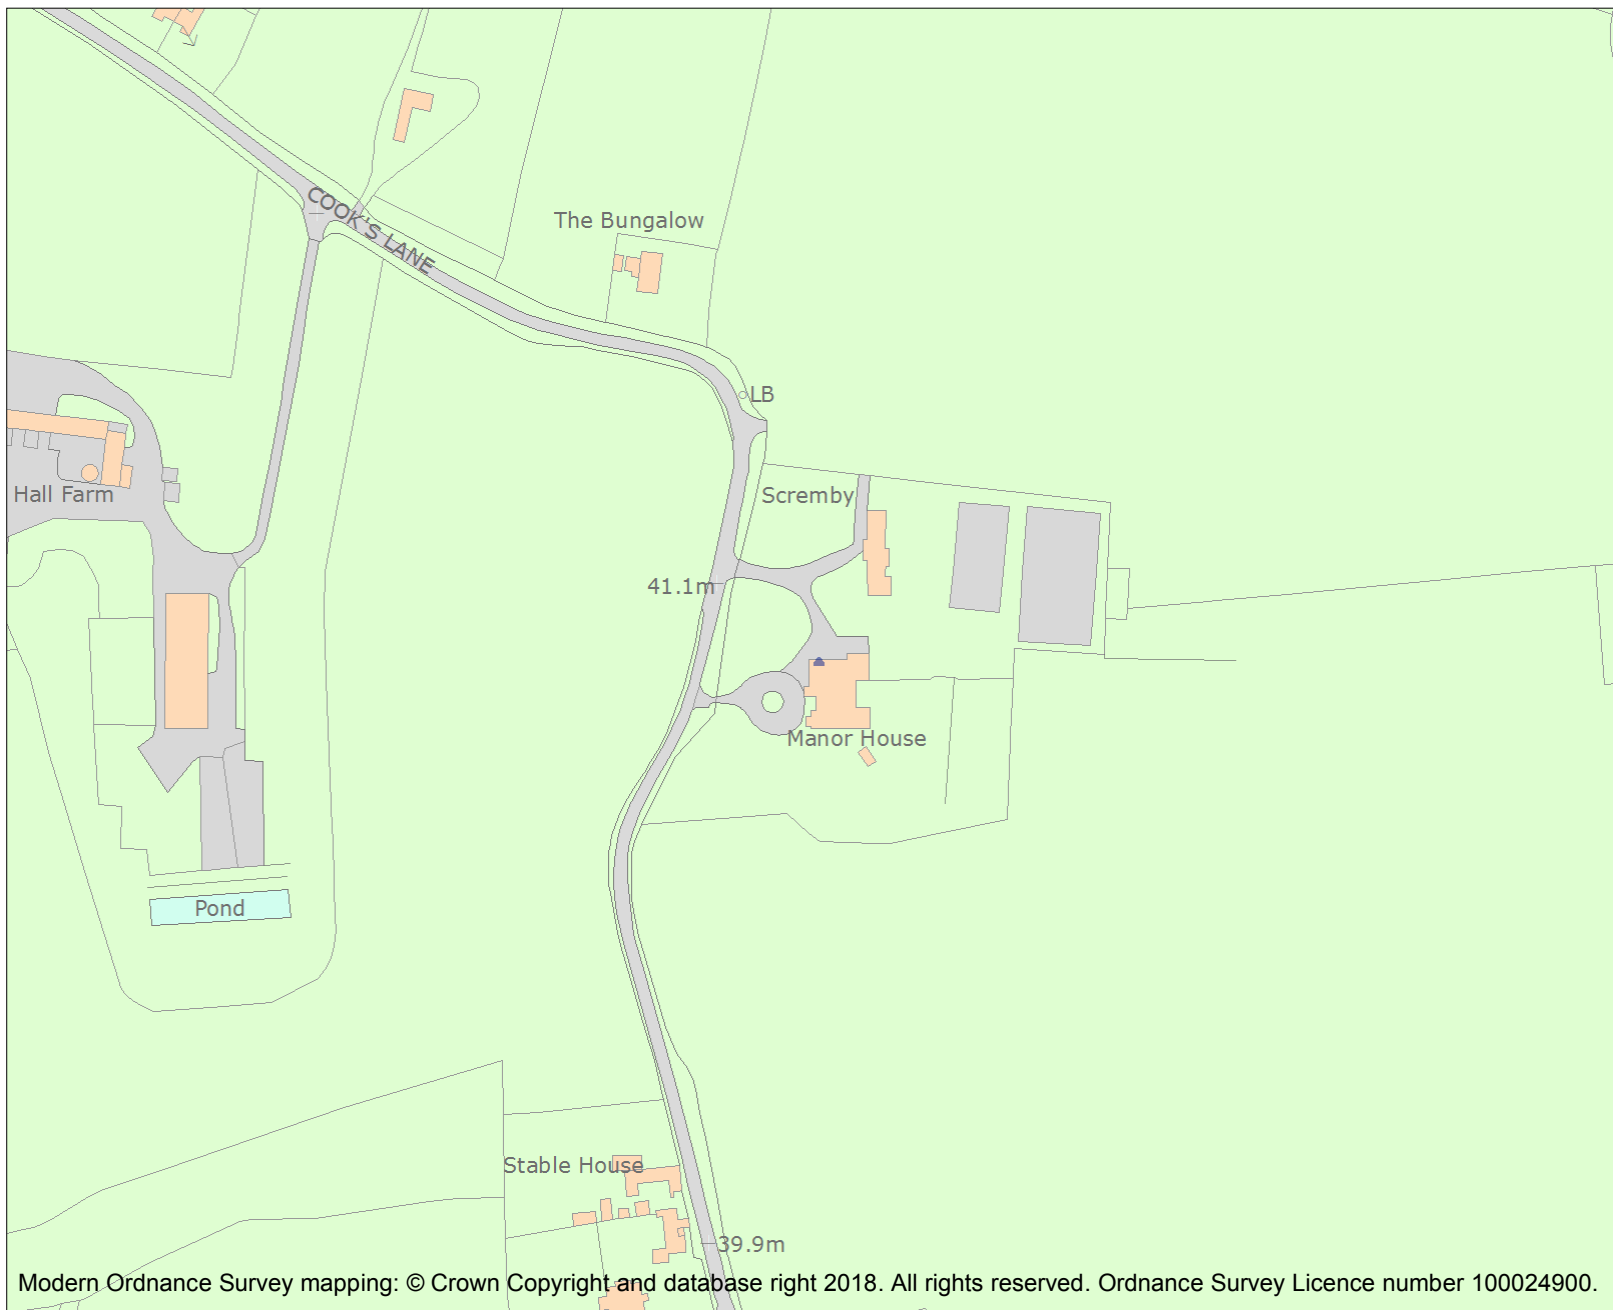 COOK'S LANE
The Bungalow
LB
Hall Farm
Scremby
41.1m
Manor House
Pond
Stable House
39.9m
Modern Ordnance Survey mapping: © Crown Copyright and database right 2018. All rights reserved. Ordnance Survey Licence number 100024900.